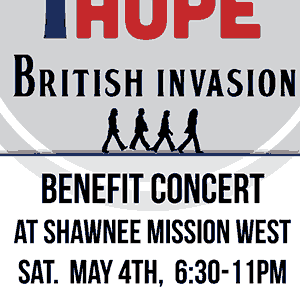 HOPE
BRITISH INVASION
BENEFIT CONCERT
AT SHAWNEE MISSION WEST
SAT. MAY 4TH, 6:30-11PM